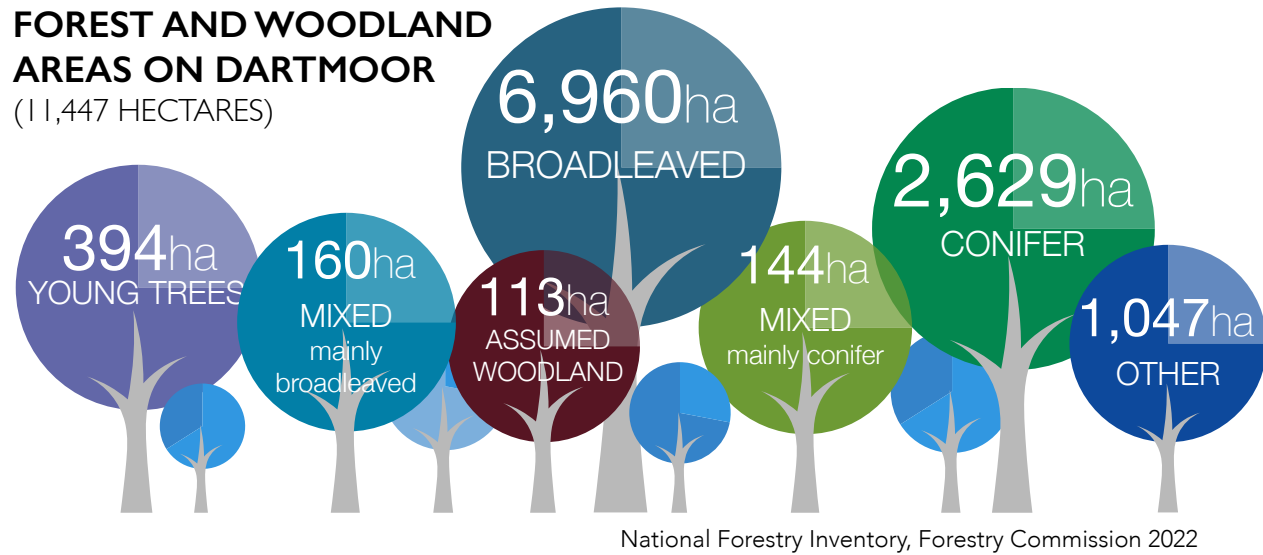 FOREST AND WOODLAND
AREAS ON DARTMOOR
(11,447 HECTARES)
394ha
YOUNG TREES
160ha
MIXED
mainly
broadleaved
113ha
ASSUMED
WOODLAND
6,960ha
BROADLEAVED
144ha
MIXED
mainly conifer
2,629ha
CONIFER
1,047ha
OTHER
National Forestry Inventory, Forestry Commission 2022